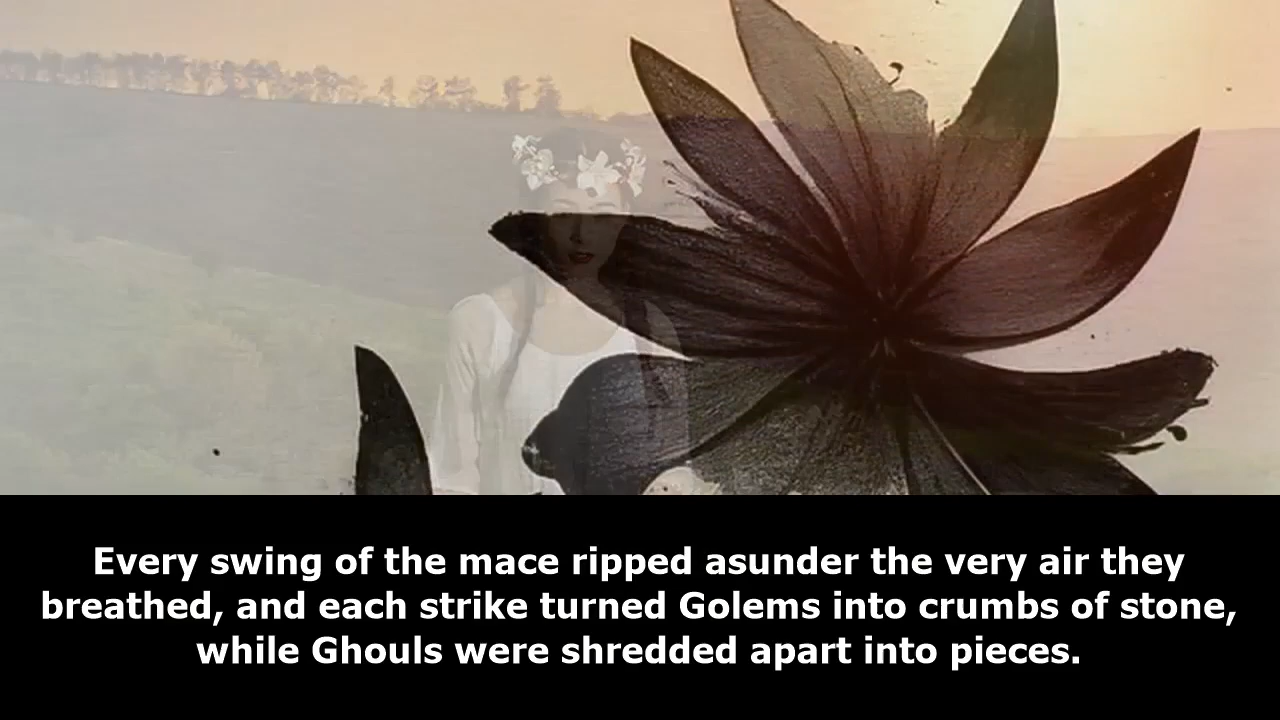 Every swing of the mace ripped asunder the very air they
breathed, and each strike turned Golems into crumbs of stone,
while Ghouls were shredded apart into pieces.